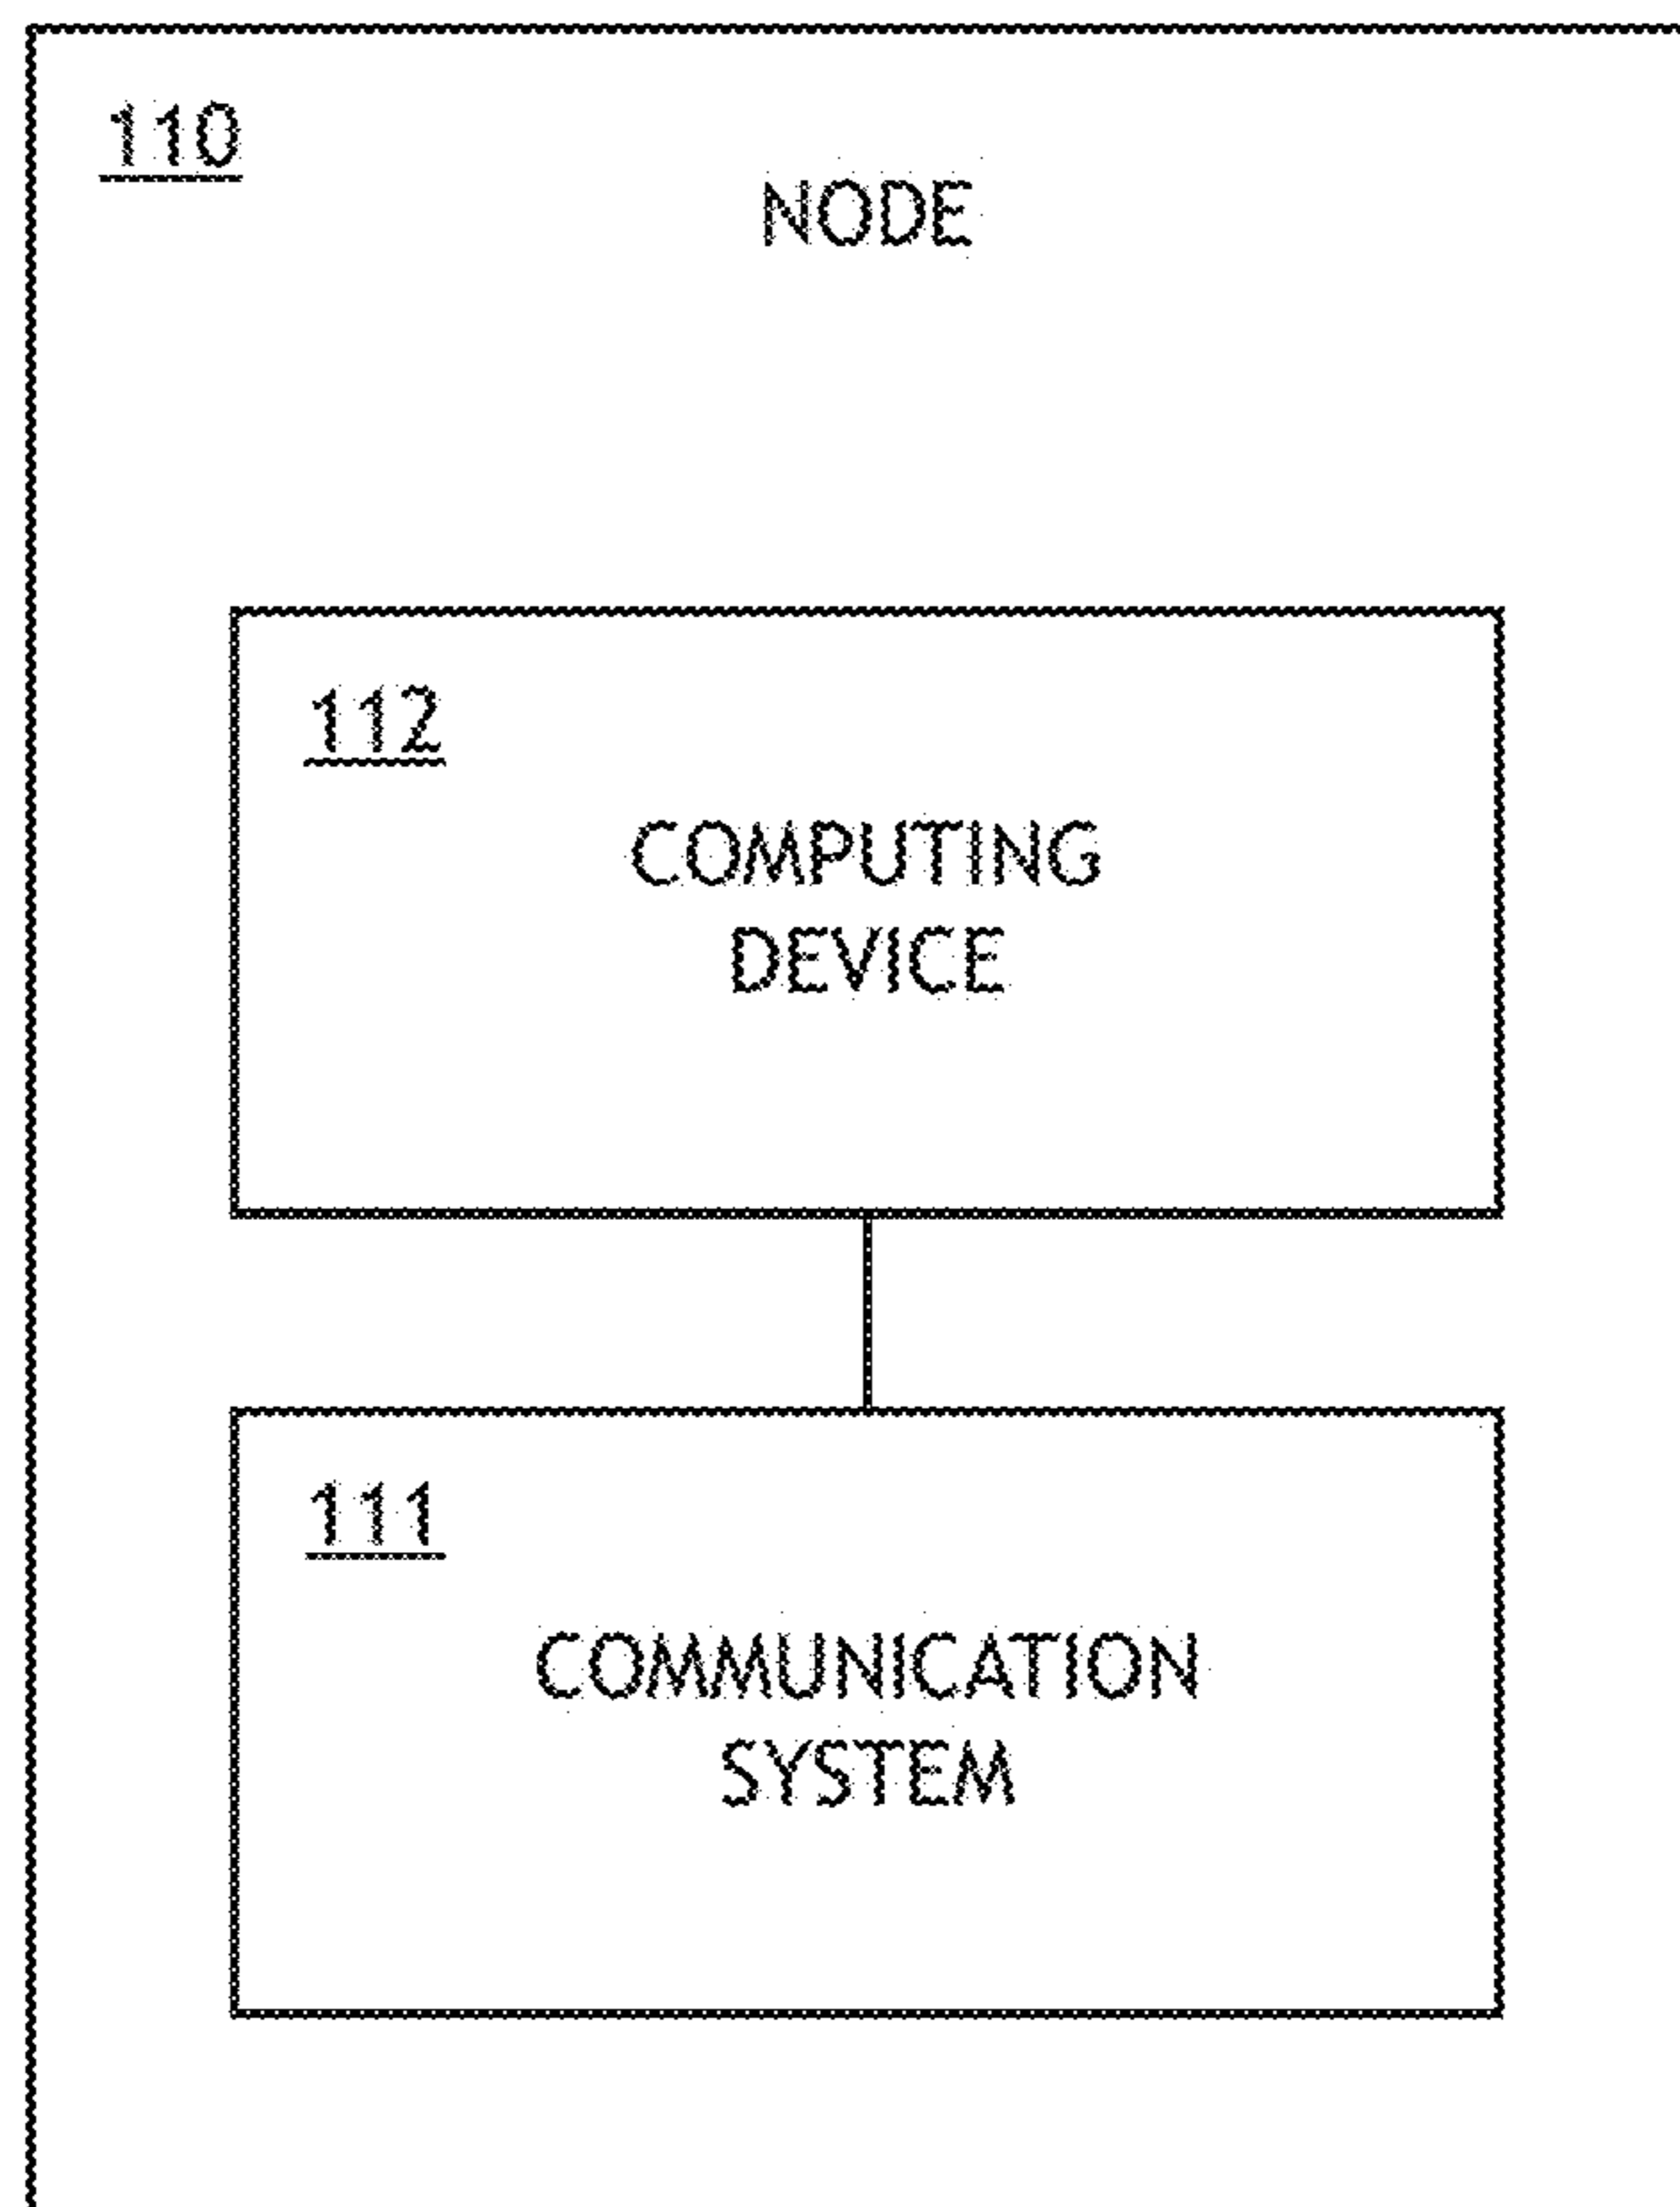 110
NODE
112
COMPUTING
DEVICE
111
COMMUNICATION
SYSTEM